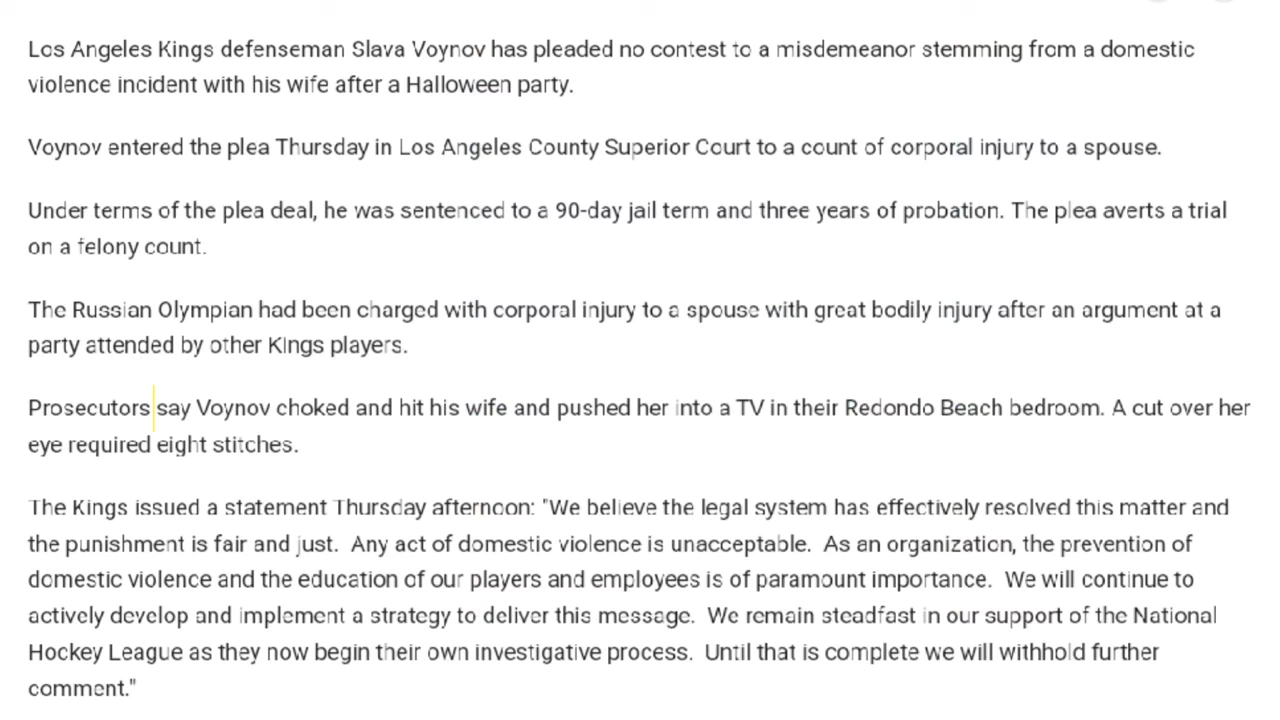 Los Angeles Kings defenseman Slava Voynov has pleaded no contest to a misdemeanor stemming from a domestic
violence incident with his wife after a Halloween party.
Voynov entered the plea Thursday in Los Angeles County Superior Court to a count of corporal injury to a spouse.
Under terms of the plea deal, he was sentenced to a 90-day jail term and three years of probation. The plea averts a trial
on a felony count.
The Russian Olympian had been charged with corporal injury to a spouse with great bodily injury after an argument at a
party attended by other Kings players.
Prosecutors say Voynov choked and hit his wife and pushed her into a TV in their Redondo Beach bedroom. A cut over her
eye required eight stitches.
The Kings issued a statement Thursday afternoon: "We believe the legal system has effectively resolved this matter and
the punishment is fair and just.  Any act of domestic violence is unacceptable.  As an organization, the prevention of
domestic violence and the education of our players and employees is of paramount importance.  We will continue to
actively develop and implement a strategy to deliver this message.  We remain steadfast in our support of the National
Hockey League as they now begin their own investigative process.  Until that is complete we will withhold further
comment."